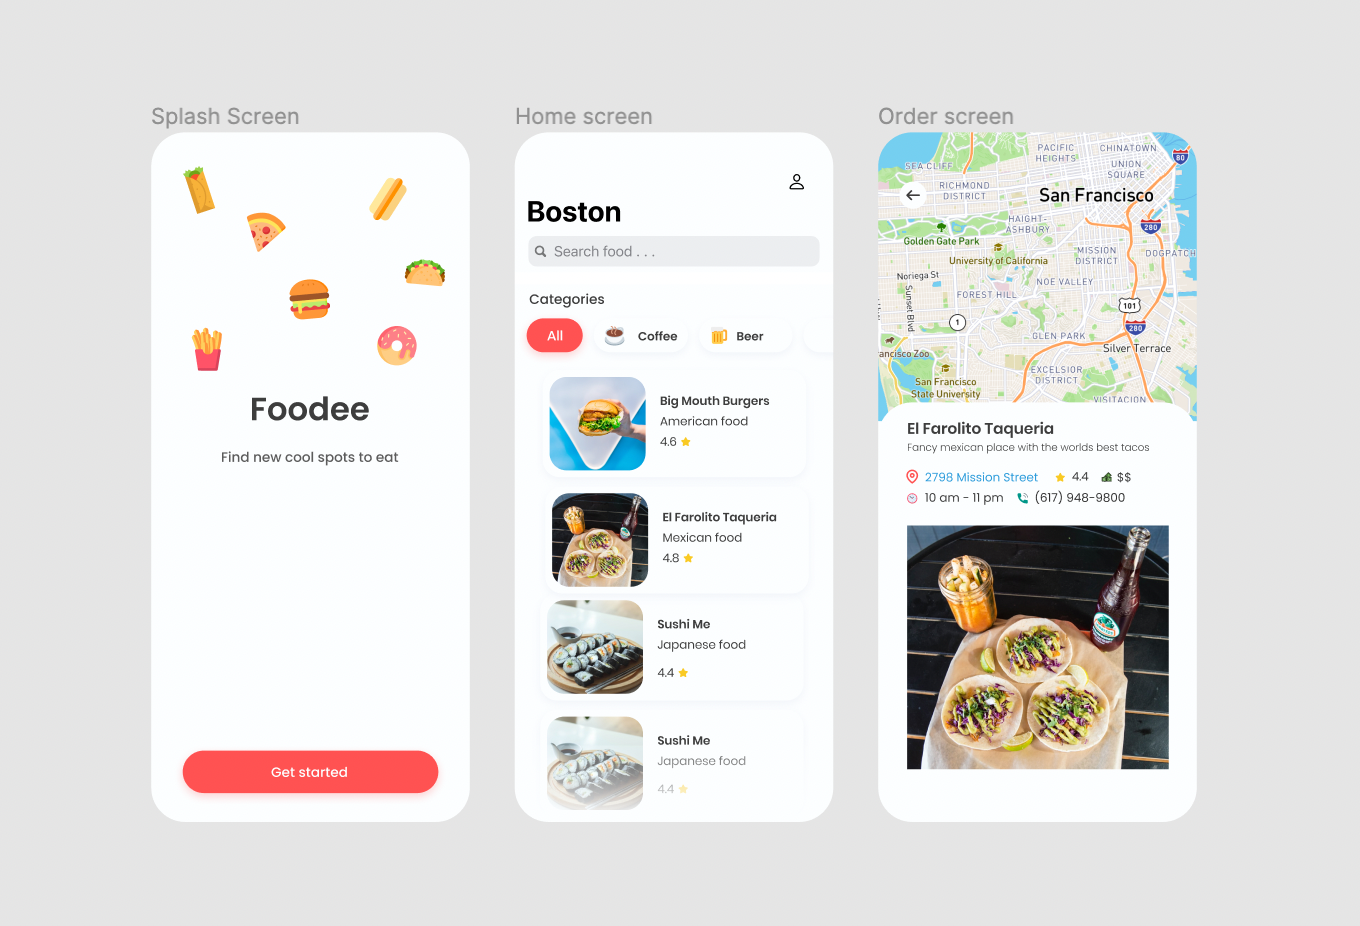 Splash Screen
Foodee
Find new cool spots to eat
Get started
Home screen
Boston
Search food . . .
Categories
All
Coffee
Beer
Big Mouth Burgers
American food
4.6
El Farolito Taqueria
Mexican food
4.8
Sushi Me
Japanese food
4.4
Sushi Me
Japanese food
4.4
Order screen
PACIFIC
HEIGHTS
CHINATOWN
80
SEA CLIFF
UNION
SQUARE
RICHMOND
DISTRICT
San Francisco
HAIGHT-
ASHBURY
280
Golden Gate Park
University of California
MISSION
DISTRICT
DOGPATCH
Noriega St
Sunset Blvd
FOREST HILL
NOE VALLEY
101
1
280
GLEN PARK
Silver Terrace
ancisco Zoo
EXCELSIOR
DISTRICT
San Francisco
State University
VISITACION
El Farolito Taqueria
Fancy mexican place with the worlds best tacos
2798 Mission Street
4.4
$$
10 am - 11 pm
(617) 948-9800